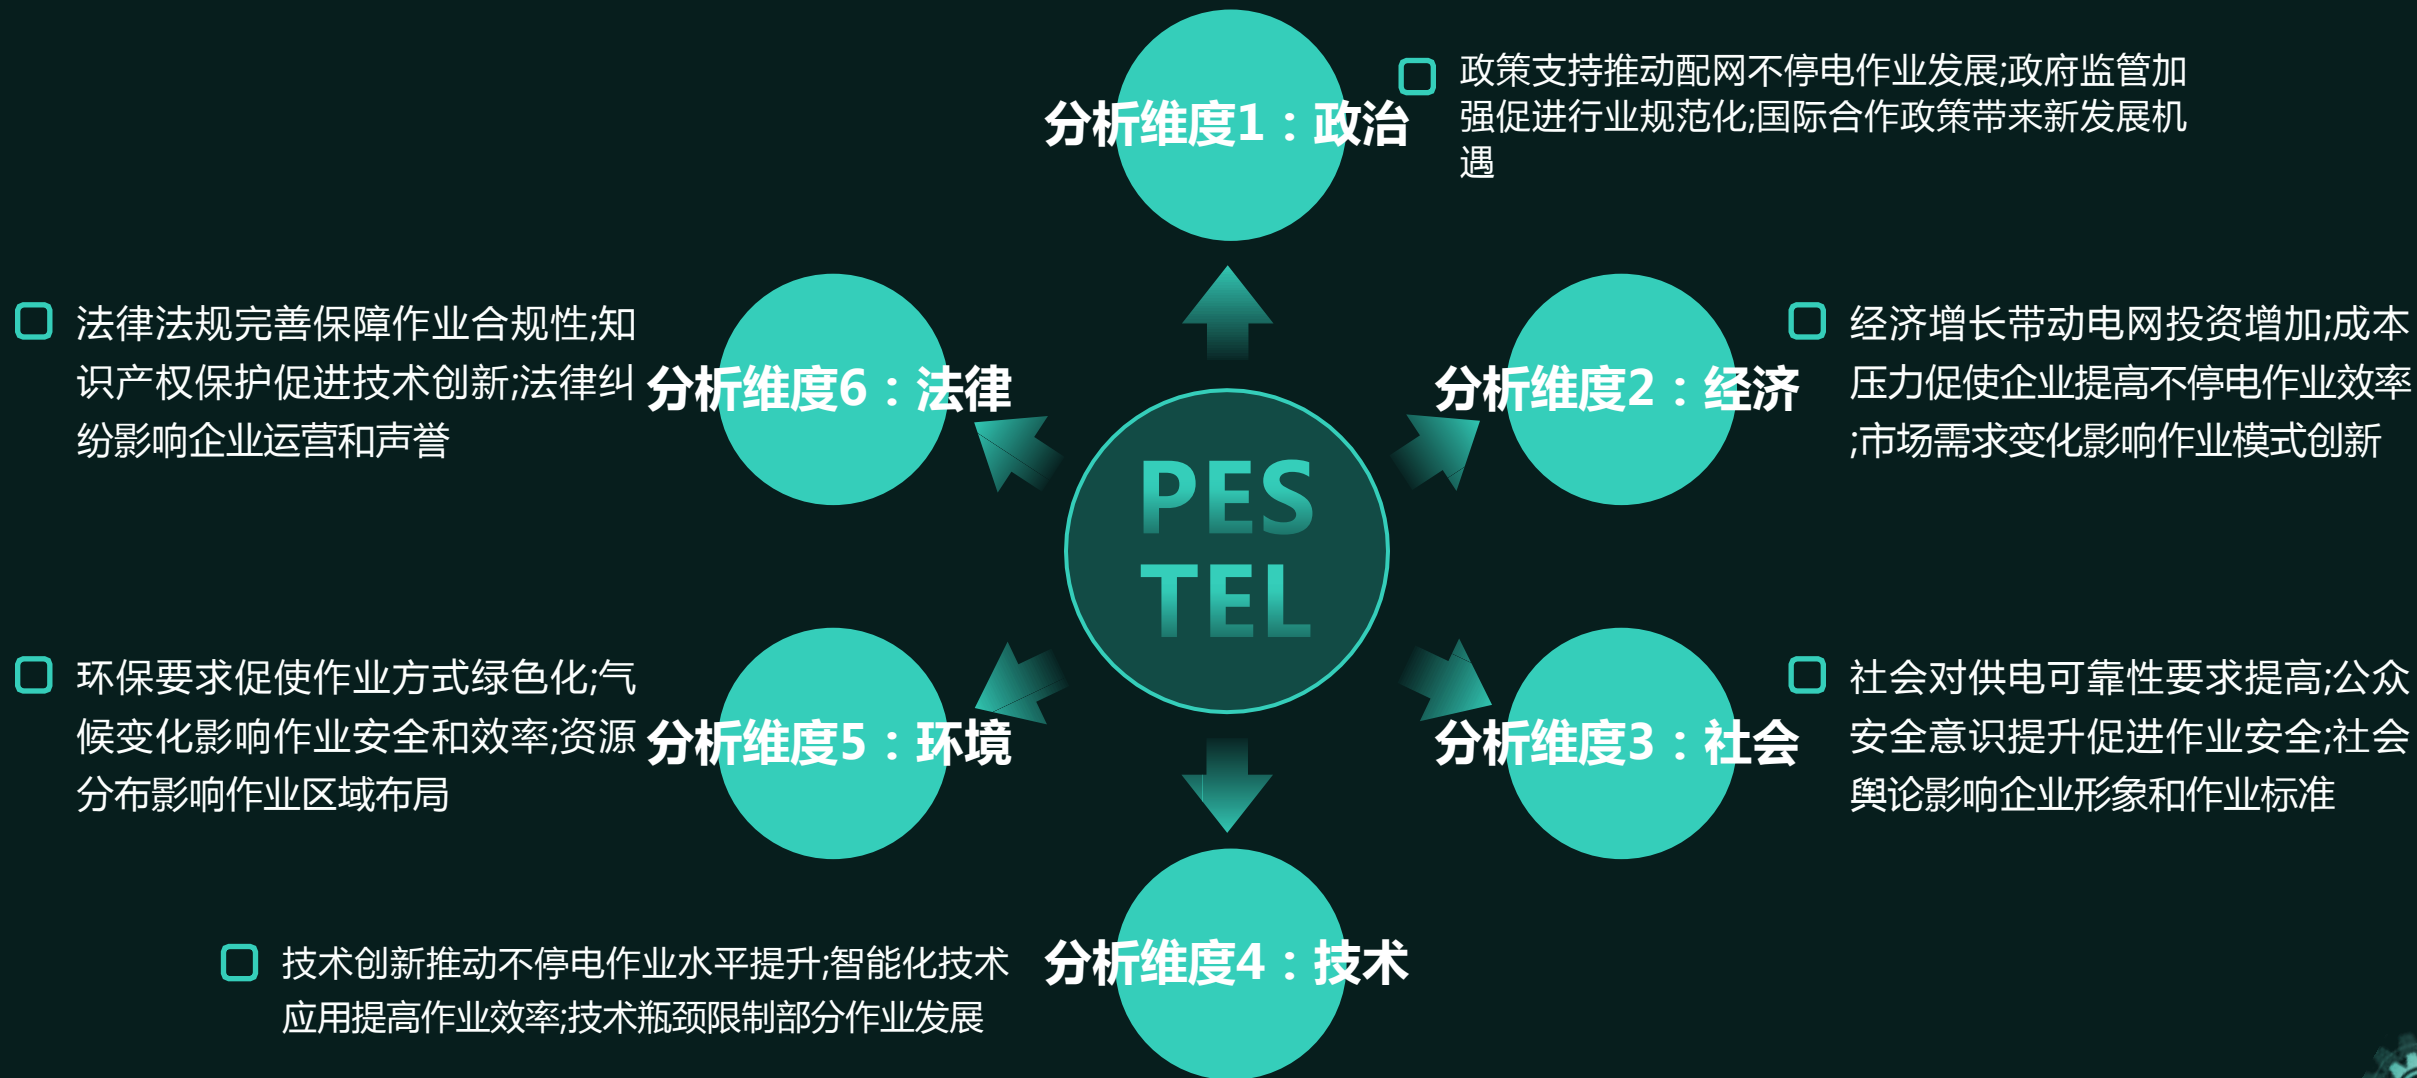 分析维度1：政治
政策支持推动配网不停电作业发展;政府监管加
强促进行业规范化;国际合作政策带来新发展机
遇
法律法规完善保障作业合规性;知
识产权保护促进技术创新;法律纠
纷影响企业运营和声誉
分析维度6：法律
分析维度2：经济
经济增长带动电网投资增加;成本
压力促使企业提高不停电作业效率
;市场需求变化影响作业模式创新
PES
TEL
环保要求促使作业方式绿色化;气
候变化影响作业安全和效率;资源
分布影响作业区域布局
分析维度5：环境
分析维度3：社会
社会对供电可靠性要求提高;公众
安全意识提升促进作业安全;社会
舆论影响企业形象和作业标准
技术创新推动不停电作业水平提升;智能化技术
应用提高作业效率;技术瓶颈限制部分作业发展
分析维度4：技术